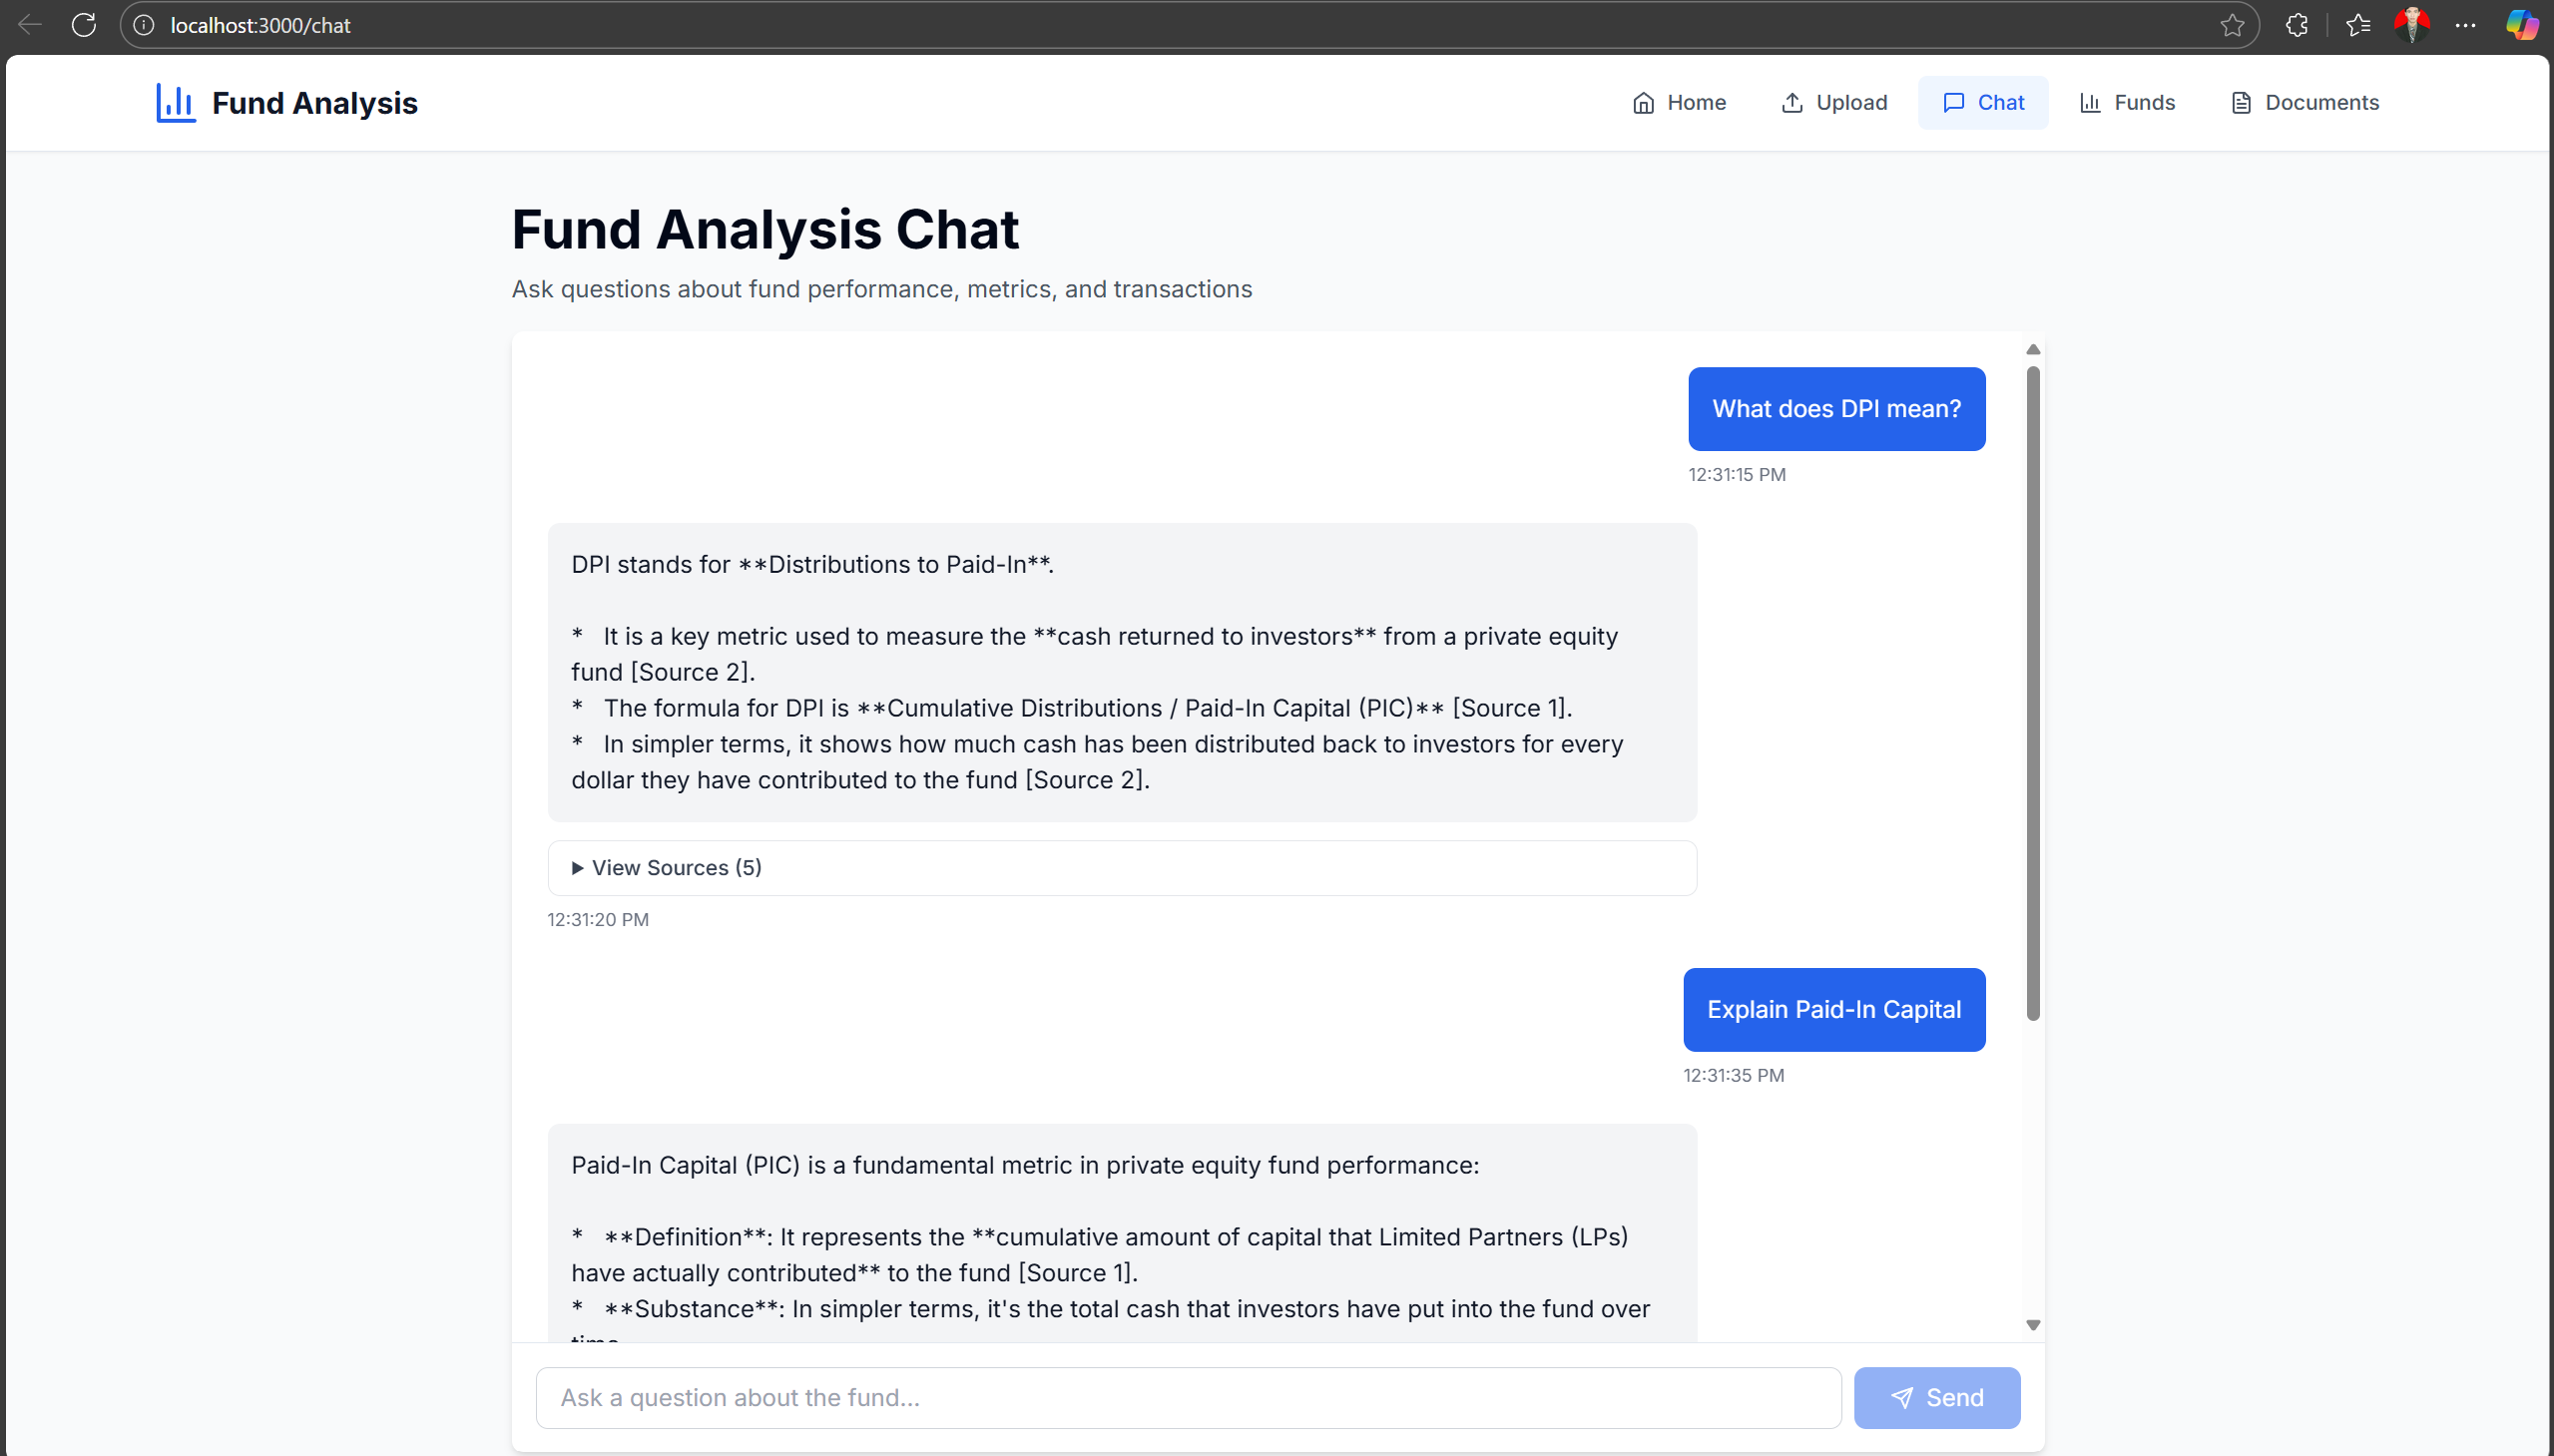 localhost:3000/chat
Fund Analysis
Home
Upload
Chat
Funds
Documents
Fund Analysis Chat
Ask questions about fund performance, metrics, and transactions
What does DPI mean?
12:31:15 PM
DPI stands for **Distributions to Paid-In**.
*   It is a key metric used to measure the **cash returned to investors** from a private equity
fund [Source 2].
*   The formula for DPI is **Cumulative Distributions / Paid-In Capital (PIC)** [Source 1].
*   In simpler terms, it shows how much cash has been distributed back to investors for every
dollar they have contributed to the fund [Source 2].
View Sources (5)
12:31:20 PM
Explain Paid-In Capital
12:31:35 PM
Paid-In Capital (PIC) is a fundamental metric in private equity fund performance:
*   **Definition**: It represents the **cumulative amount of capital that Limited Partners (LPs)
have actually contributed** to the fund [Source 1].
*   **Substance**: In simpler terms, it's the total cash that investors have put into the fund over
Ask a question about the fund...
Send